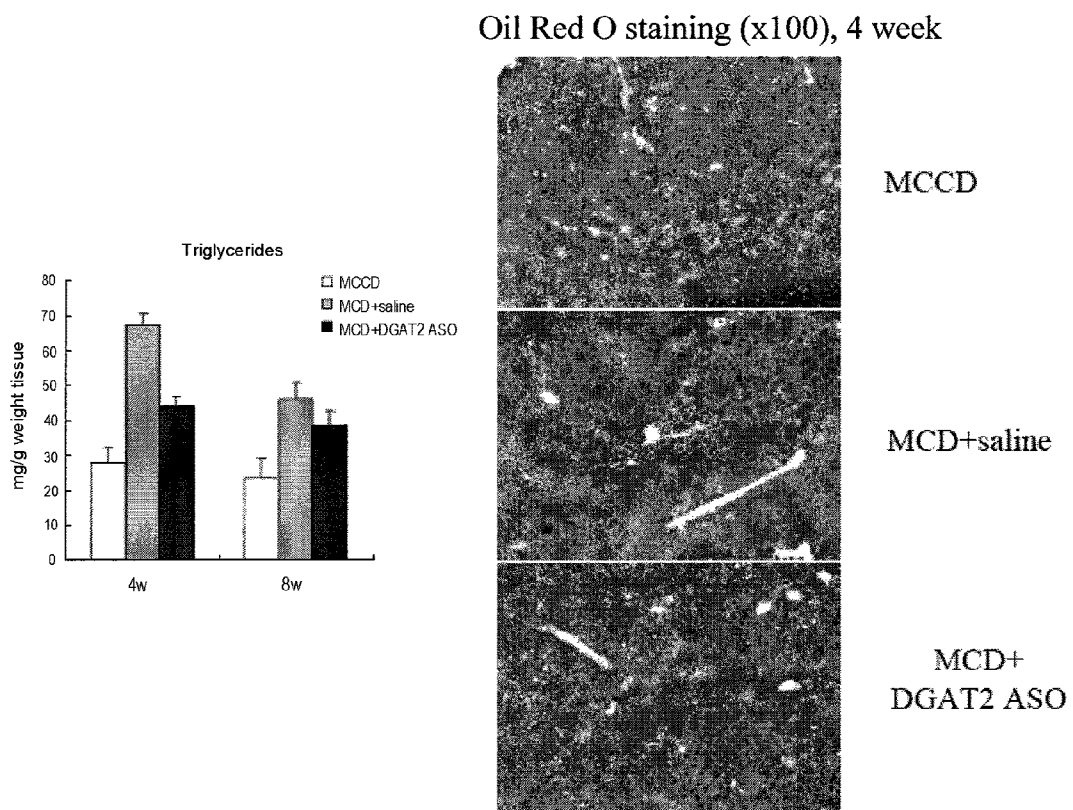 Oil Red O staining (x100), 4 week
MCCD
MCD+saline
MCD+
DGAT2 ASO
Triglycerides
MCCD
MCD+saline
MCD+DGAT2 ASO
mg/g weight tissue
80
70
60
50
40
30
20
10
0
4w
8w